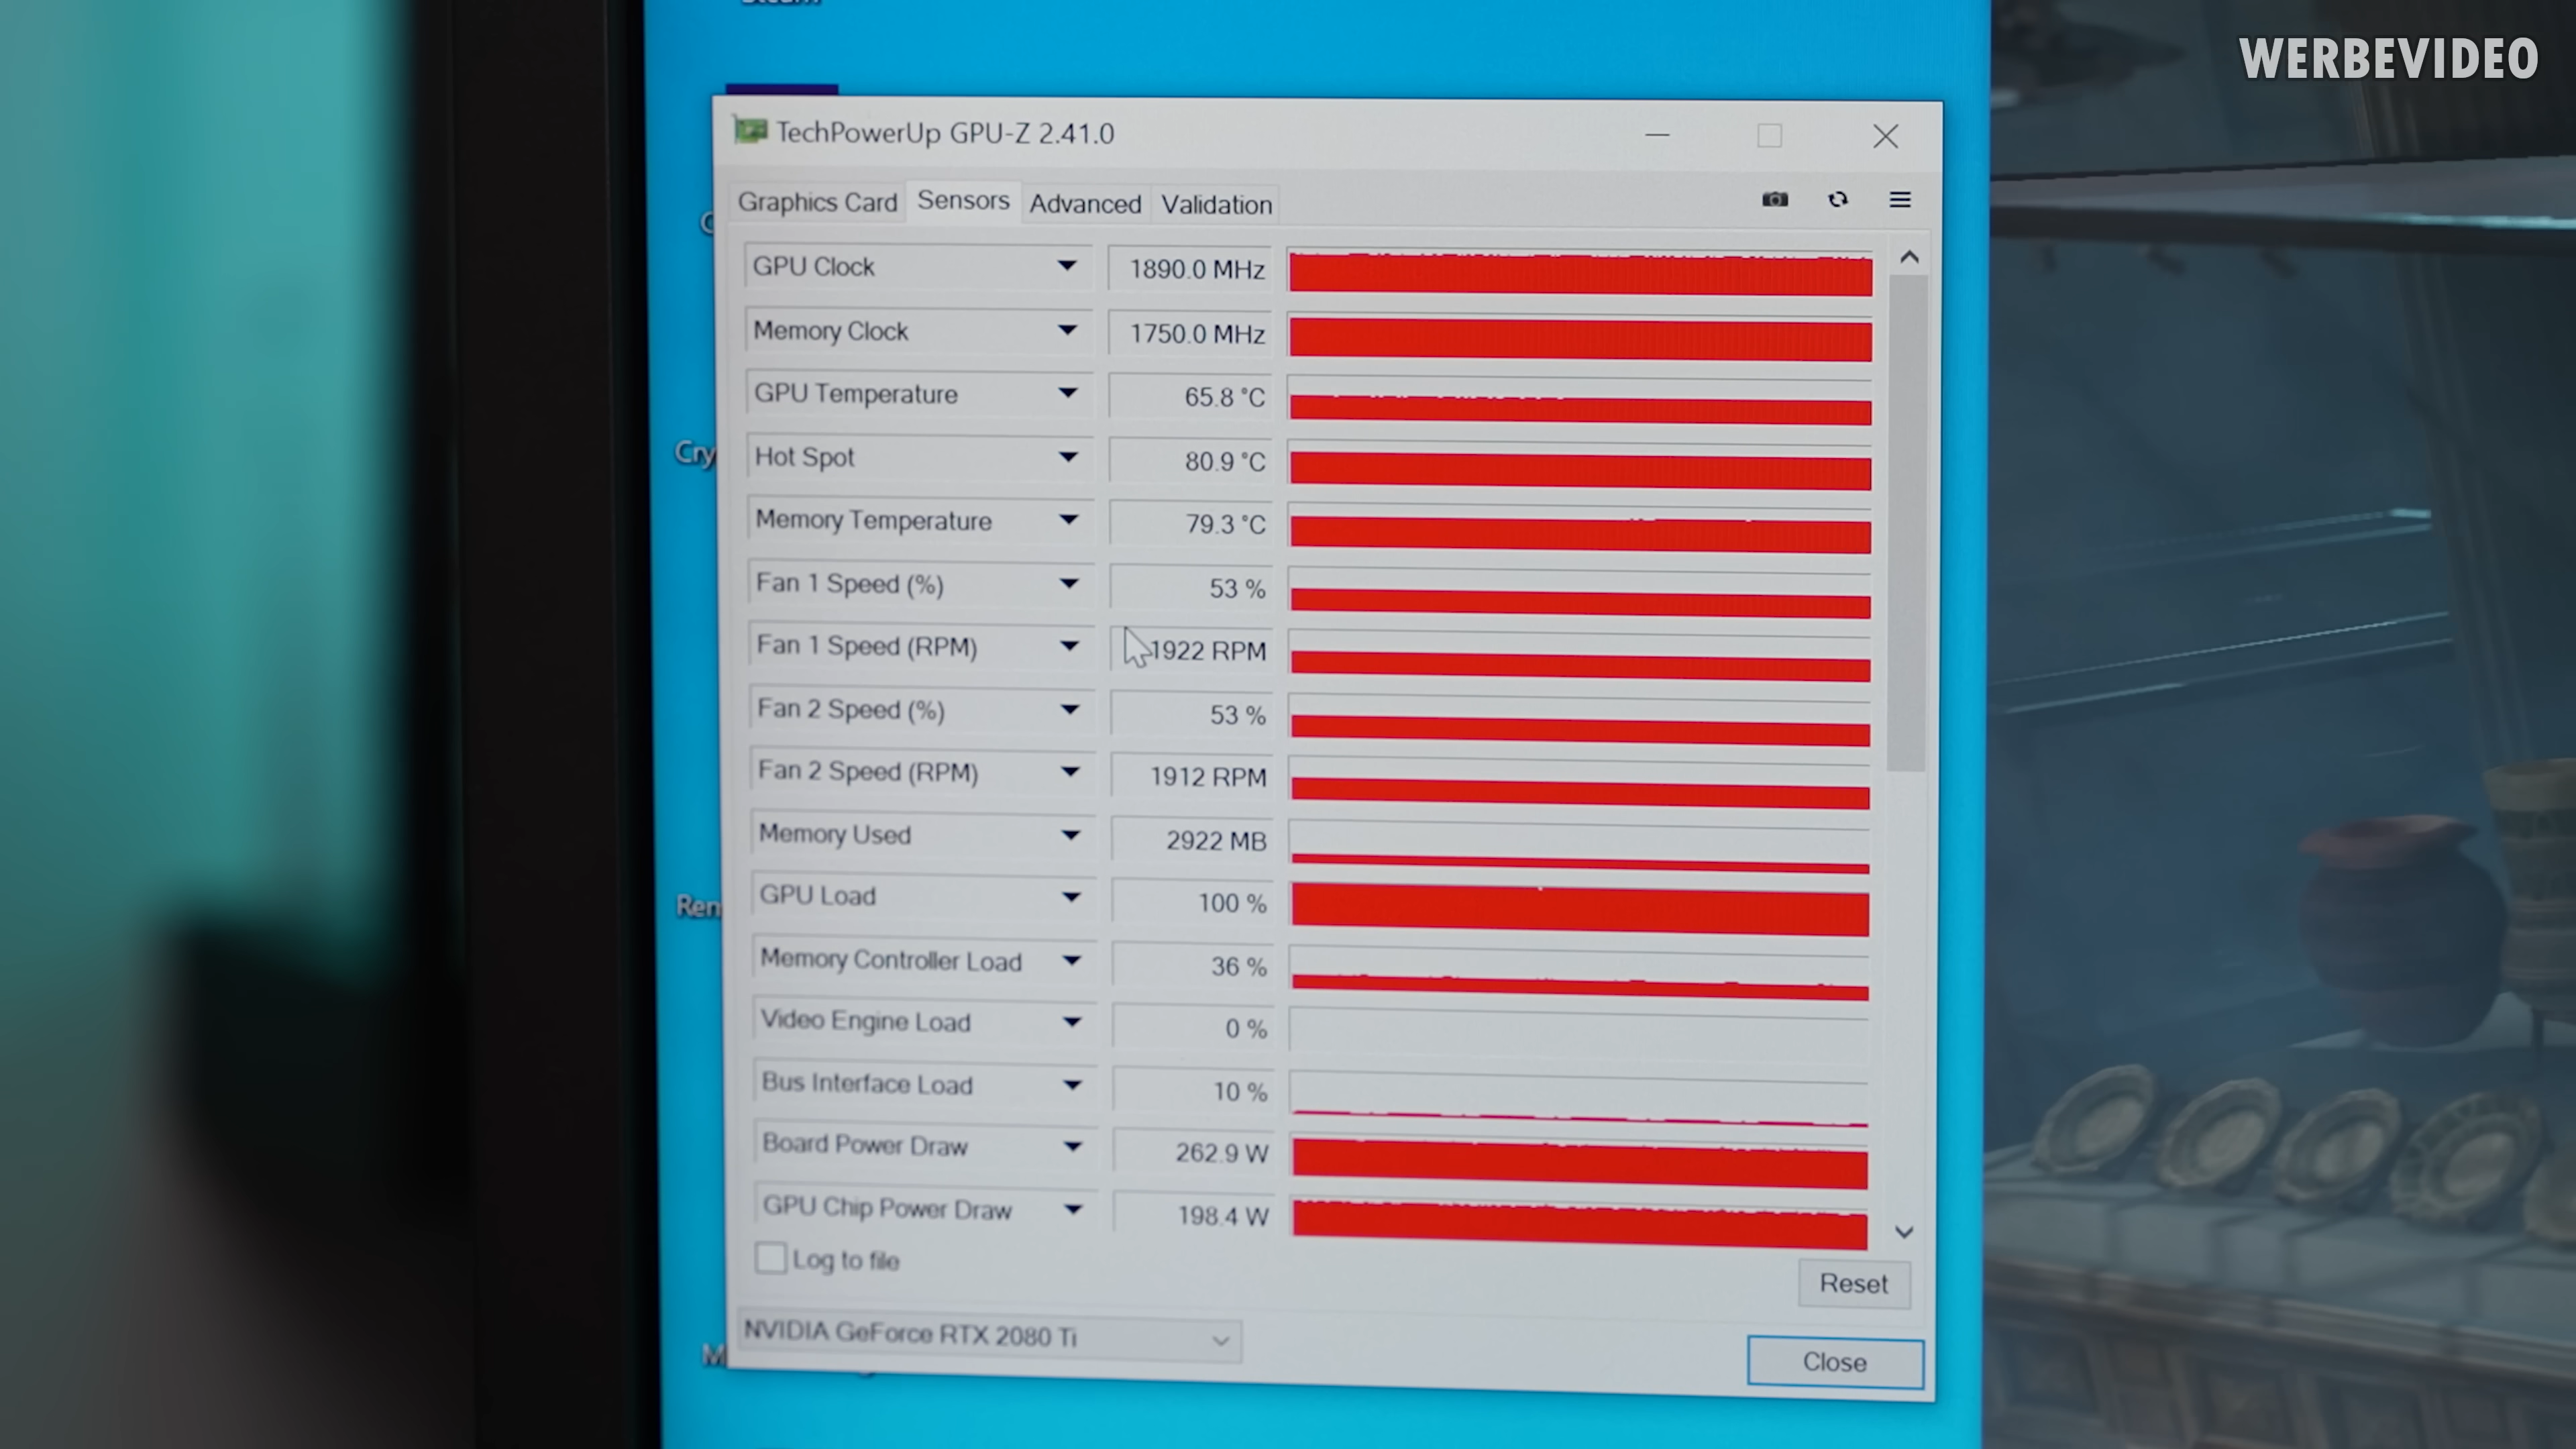 WERBEVIDEO
TechPowerUp GPU-Z 2.41.0
Graphics Card Sensors Advanced Validation
GPU Clock 1890.0 MHz
Memory Clock 1750.0 MHz
GPU Temperature 65.8 °C
Hot Spot 80.9 °C
Memory Temperature 79.3 °C
Fan 1 Speed (%) 53 %
Fan 1 Speed (RPM) 1922 RPM
Fan 2 Speed (%) 53 %
Fan 2 Speed (RPM) 1912 RPM
Memory Used 2922 MB
GPU Load 100 %
Memory Controller Load 36 %
Video Engine Load 0 %
Bus Interface Load 10 %
Board Power Draw 262.9 W
GPU Chip Power Draw 198.4 W
Log to file
Reset
NVIDIA GeForce RTX 2080 Ti
Close
Cry
Ren